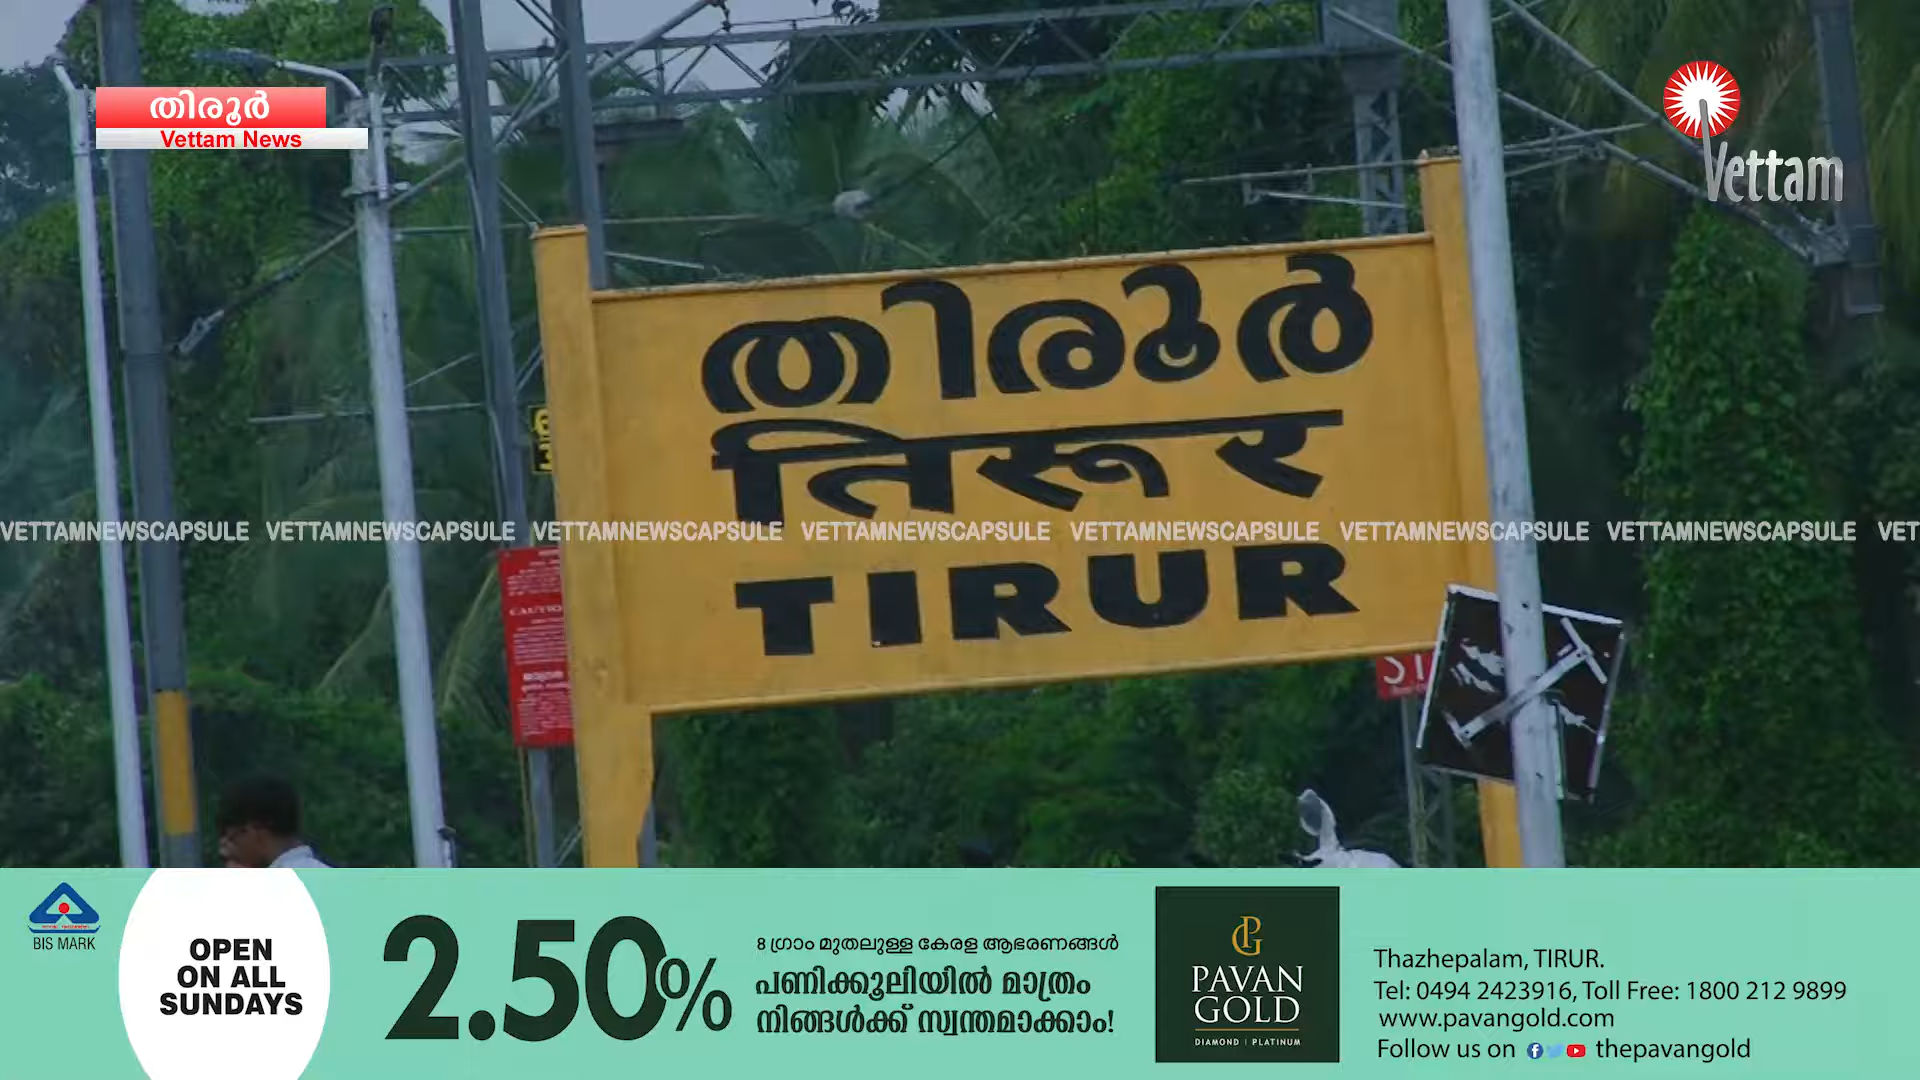 തിരൂർ
Vettam News
Vettam
തിരൂർ
तिरूर
TIRUR
VETTAMNEWSCAPSULE VETTAMNEWSCAPSULE VETTAMNEWSCAPSULE VETTAMNEWSCAPSULE VETTAMNEWSCAPSULE VETTAMNEWSCAPSULE VETTAMNEWSCAPSULE VET
BIS MARK
OPEN
ON ALL
SUNDAYS
2.50%
8 ഗ്രാം മുതലുള്ള കേരള ആഭരണങ്ങൾ
പണിക്കൂലിയിൽ മാത്രം
നിങ്ങൾക്ക് സ്വന്തമാക്കാം!
PG
PAVAN
GOLD
DIAMOND | PLATINUM
Thazhepalam, TIRUR.
Tel: 0494 2423916, Toll Free: 1800 212 9899
www.pavangold.com
Follow us on thepavangold